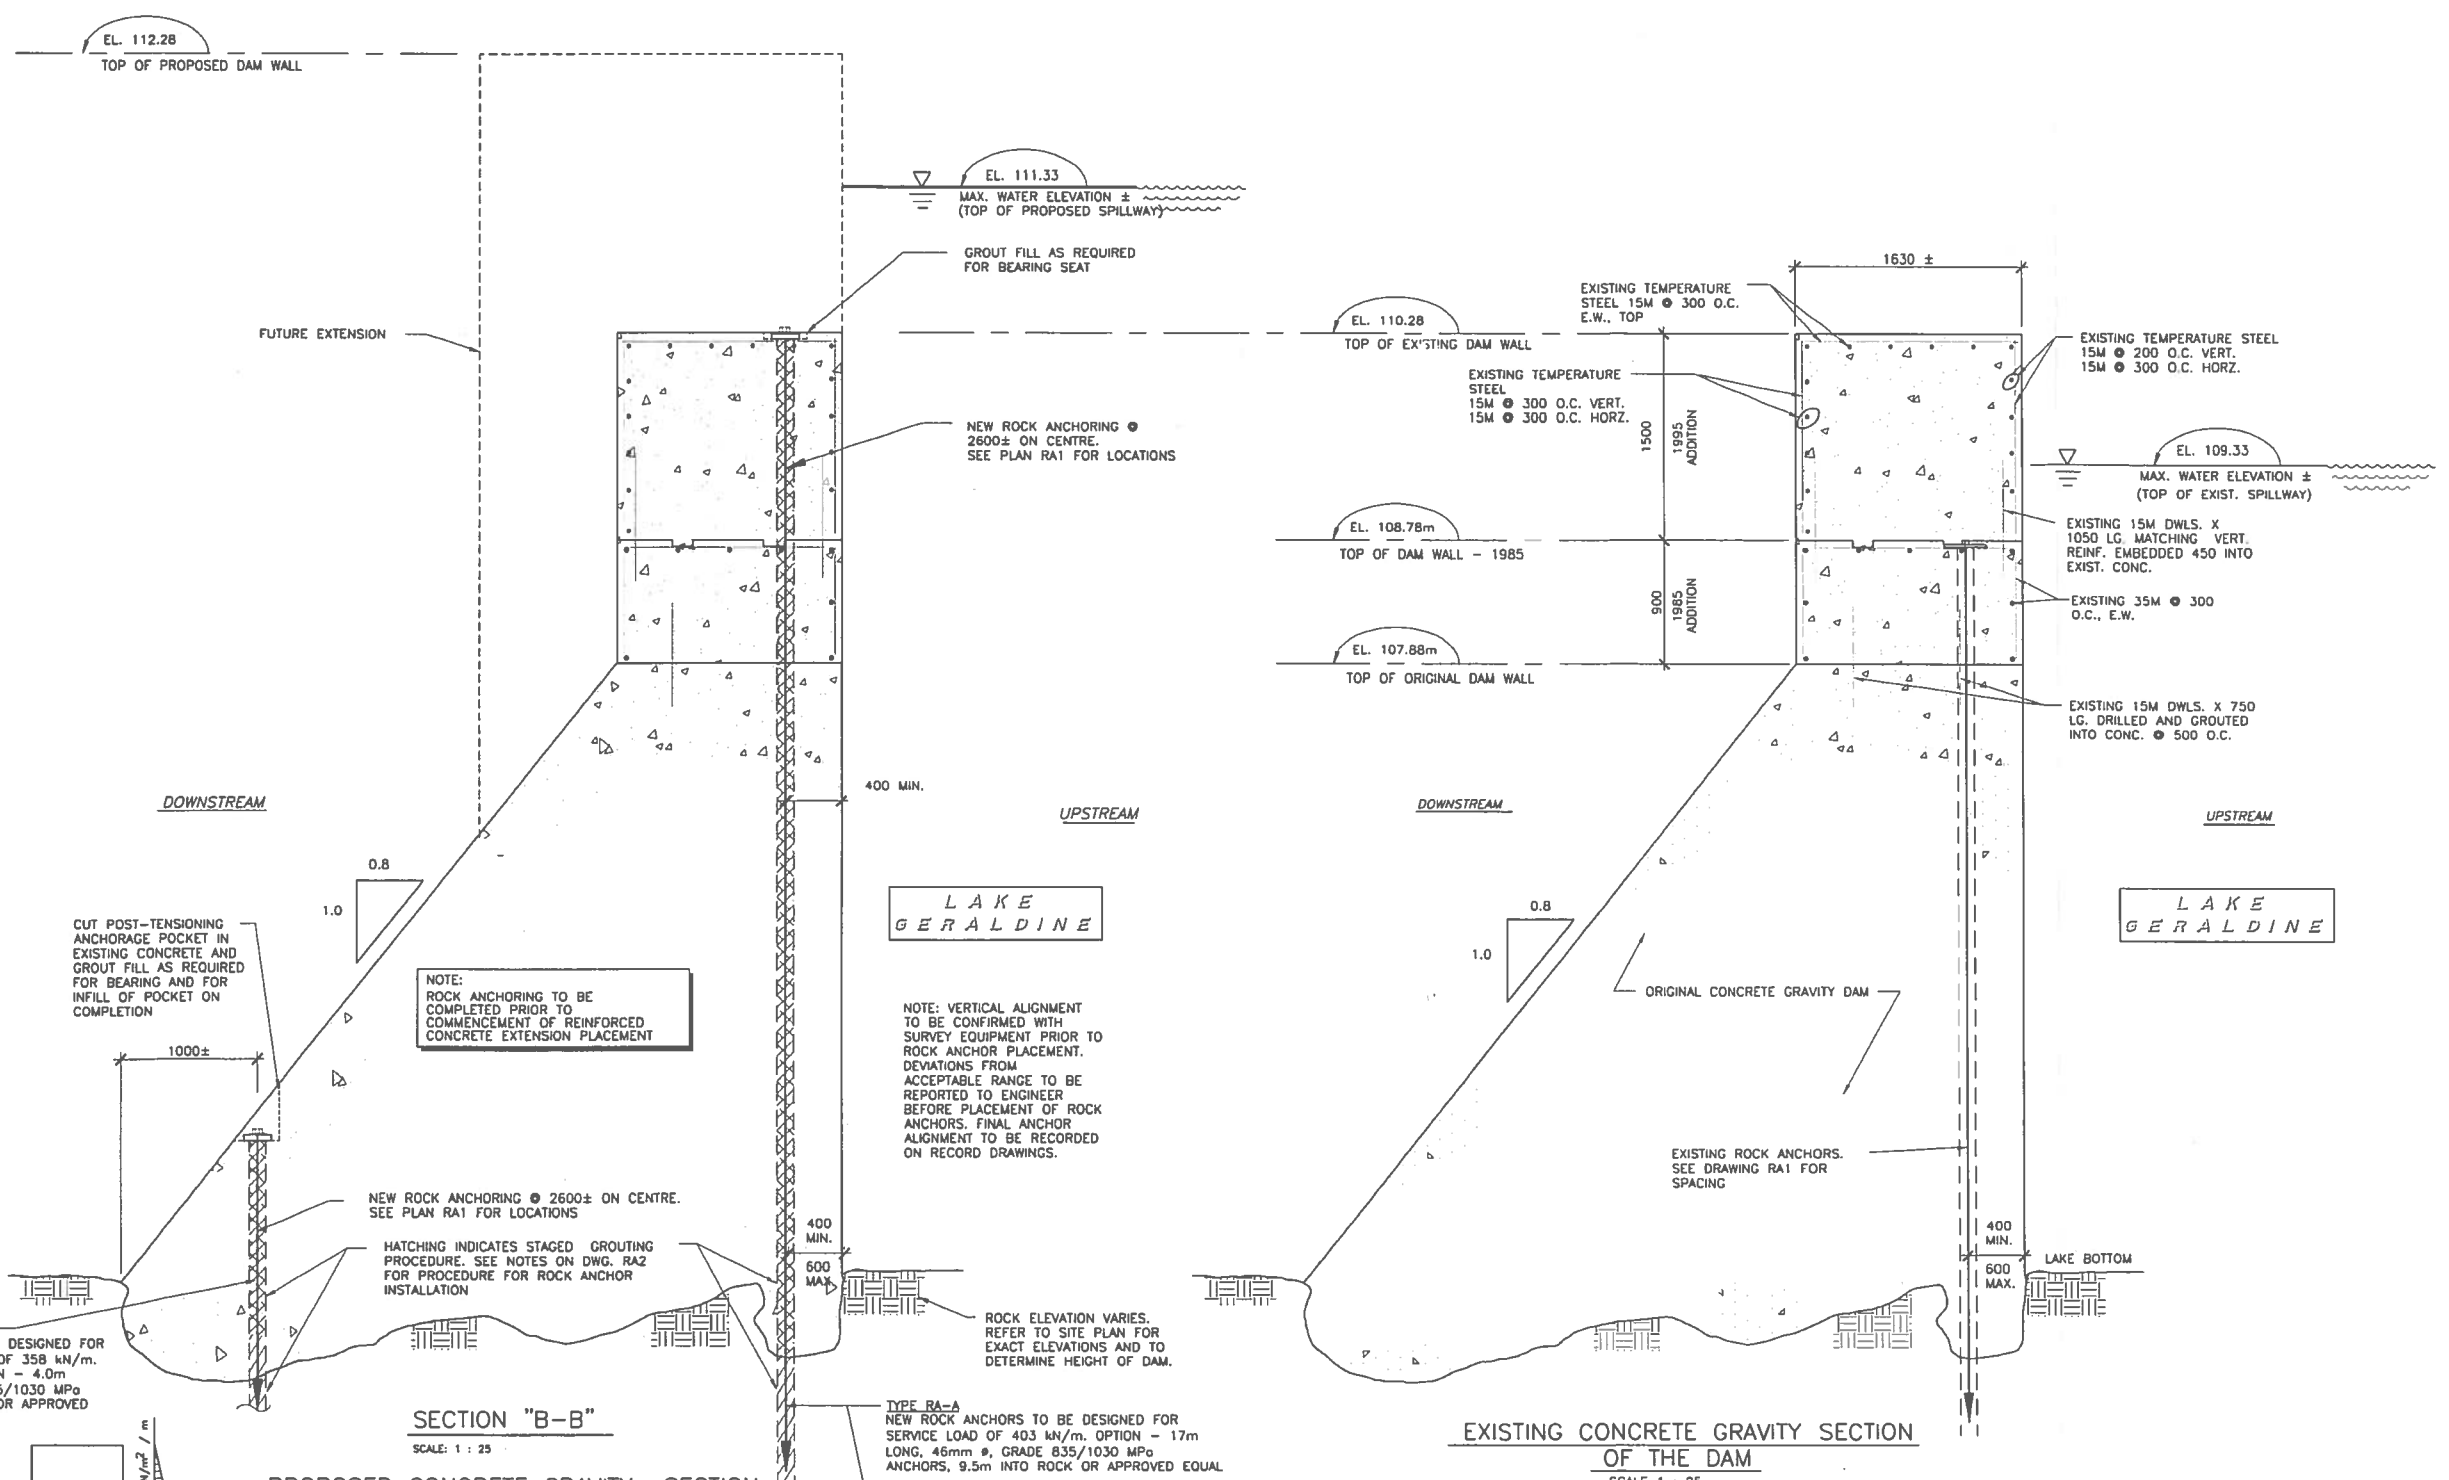 EL. 112.28
TOP OF PROPOSED DAM WALL
EL. 111.33
MAX. WATER ELEVATION ±
(TOP OF PROPOSED SPILLWAY)
GROUT FILL AS REQUIRED
FOR BEARING SEAT
FUTURE EXTENSION
NEW ROCK ANCHORING @
2600± ON CENTRE.
SEE PLAN RA1 FOR LOCATIONS
400 MIN.
DOWNSTREAM
UPSTREAM
0.8
1.0
LAKE
GERALDINE
CUT POST-TENSIONING
ANCHORAGE POCKET IN
EXISTING CONCRETE AND
GROUT FILL AS REQUIRED
FOR BEARING AND FOR
INFILL OF POCKET ON
COMPLETION
NOTE:
ROCK ANCHORING TO BE
COMPLETED PRIOR TO
COMMENCEMENT OF REINFORCED
CONCRETE EXTENSION PLACEMENT
NOTE: VERTICAL ALIGNMENT
TO BE CONFIRMED WITH
SURVEY EQUIPMENT PRIOR TO
ROCK ANCHOR PLACEMENT.
DEVIATIONS FROM
ACCEPTABLE RANGE TO BE
REPORTED TO ENGINEER
BEFORE PLACEMENT OF ROCK
ANCHORS. FINAL ANCHOR
ALIGNMENT TO BE RECORDED
ON RECORD DRAWINGS.
1000±
NEW ROCK ANCHORING @ 2600± ON CENTRE.
SEE PLAN RA1 FOR LOCATIONS
HATCHING INDICATES STAGED GROUTING
PROCEDURE. SEE NOTES ON DWG. RA2
FOR PROCEDURE FOR ROCK ANCHOR
INSTALLATION
400
MIN.
600
MAX.
ROCK ELEVATION VARIES.
REFER TO SITE PLAN FOR
EXACT ELEVATIONS AND TO
DETERMINE HEIGHT OF DAM.
DESIGNED FOR
OF 358 kN/m.
N - 4.0m
5/1030 MPa
OR APPROVED
N/m² / m
SECTION "B-B"
SCALE: 1 : 25
PROPOSED CONCRETE GRAVITY SECTION
TYPE RA-A
NEW ROCK ANCHORS TO BE DESIGNED FOR
SERVICE LOAD OF 403 kN/m. OPTION - 17m
LONG, 46mm ø, GRADE 835/1030 MPa
ANCHORS, 9.5m INTO ROCK OR APPROVED EQUAL
1630 ±
EXISTING TEMPERATURE
STEEL 15M @ 300 O.C.
E.W., TOP
EL. 110.28
TOP OF EXISTING DAM WALL
EXISTING TEMPERATURE
STEEL
15M @ 300 O.C. VERT.
15M @ 300 O.C. HORZ.
EXISTING TEMPERATURE STEEL
15M @ 200 O.C. VERT.
15M @ 300 O.C. HORZ.
1500
1995
ADDITION
EL. 109.33
MAX. WATER ELEVATION ±
(TOP OF EXIST. SPILLWAY)
EL. 108.78m
TOP OF DAM WALL - 1985
EXISTING 15M DWLS. X
1050 LG. MATCHING VERT.
REINF. EMBEDDED 450 INTO
EXIST. CONC.
900
1985
ADDITION
EXISTING 35M @ 300
O.C., E.W.
EL. 107.88m
TOP OF ORIGINAL DAM WALL
EXISTING 15M DWLS. X 750
LG. DRILLED AND GROUTED
INTO CONC. @ 500 O.C.
DOWNSTREAM
UPSTREAM
0.8
1.0
LAKE
GERALDINE
ORIGINAL CONCRETE GRAVITY DAM
EXISTING ROCK ANCHORS.
SEE DRAWING RA1 FOR
SPACING
400
MIN.
600
MAX.
LAKE BOTTOM
EXISTING CONCRETE GRAVITY SECTION
OF THE DAM
SCALE 1 : 25